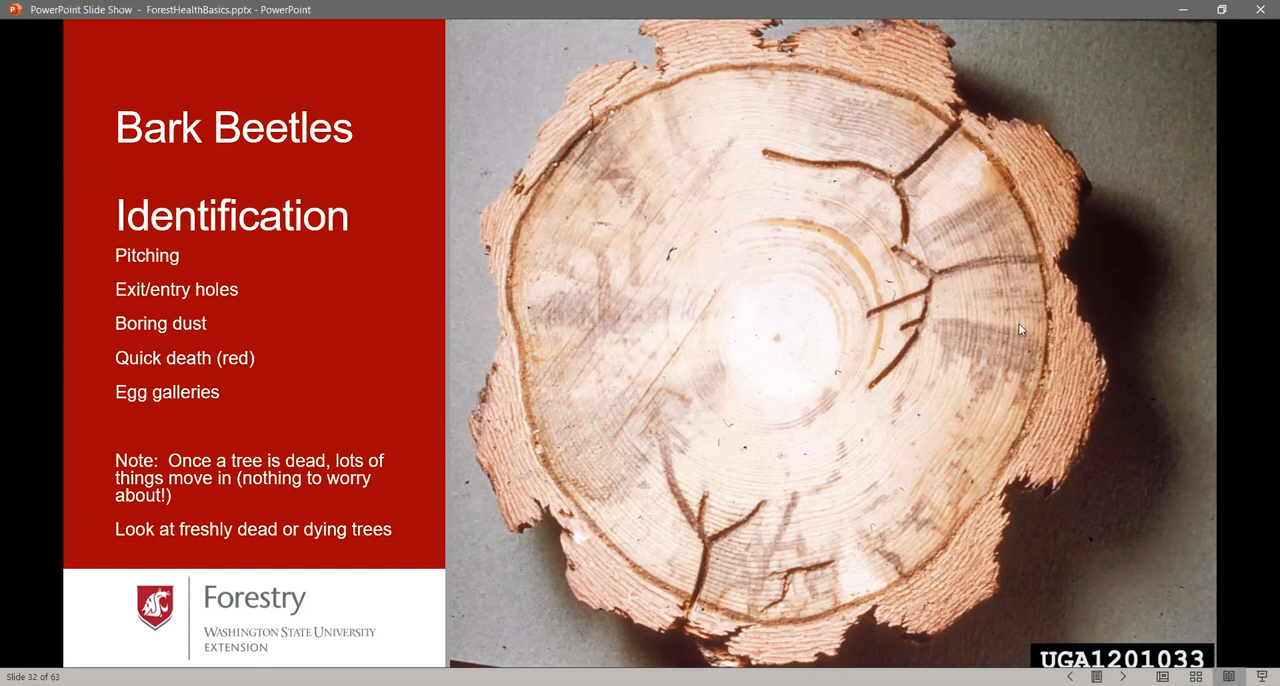 PowerPoint Slide Show - ForestHealthBasics.pptx - PowerPoint
Bark Beetles
Identification
Pitching
Exit/entry holes
Boring dust
Quick death (red)
Egg galleries
Note: Once a tree is dead, lots of
things move in (nothing to worry
about!)
Look at freshly dead or dying trees
Forestry
WASHINGTON STATE UNIVERSITY
EXTENSION
UGA1201033
Slide 32 of 63